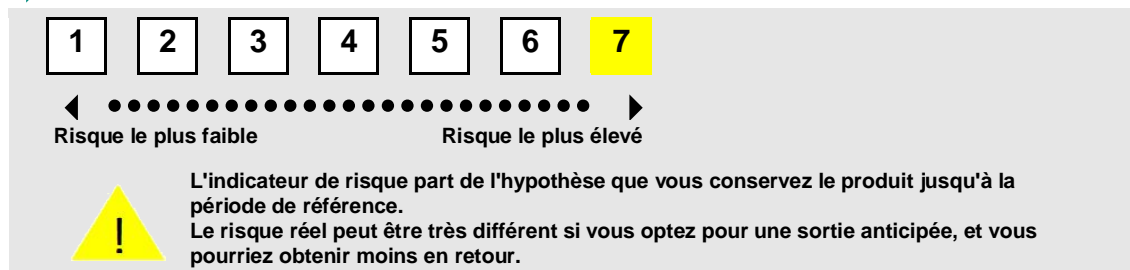 1 2 3 4 5 6 7
Risque le plus faible Risque le plus élevé
L'indicateur de risque part de l'hypothèse que vous conservez le produit jusqu'à la
période de référence.
Le risque réel peut être très différent si vous optez pour une sortie anticipée, et vous
pourriez obtenir moins en retour.
!